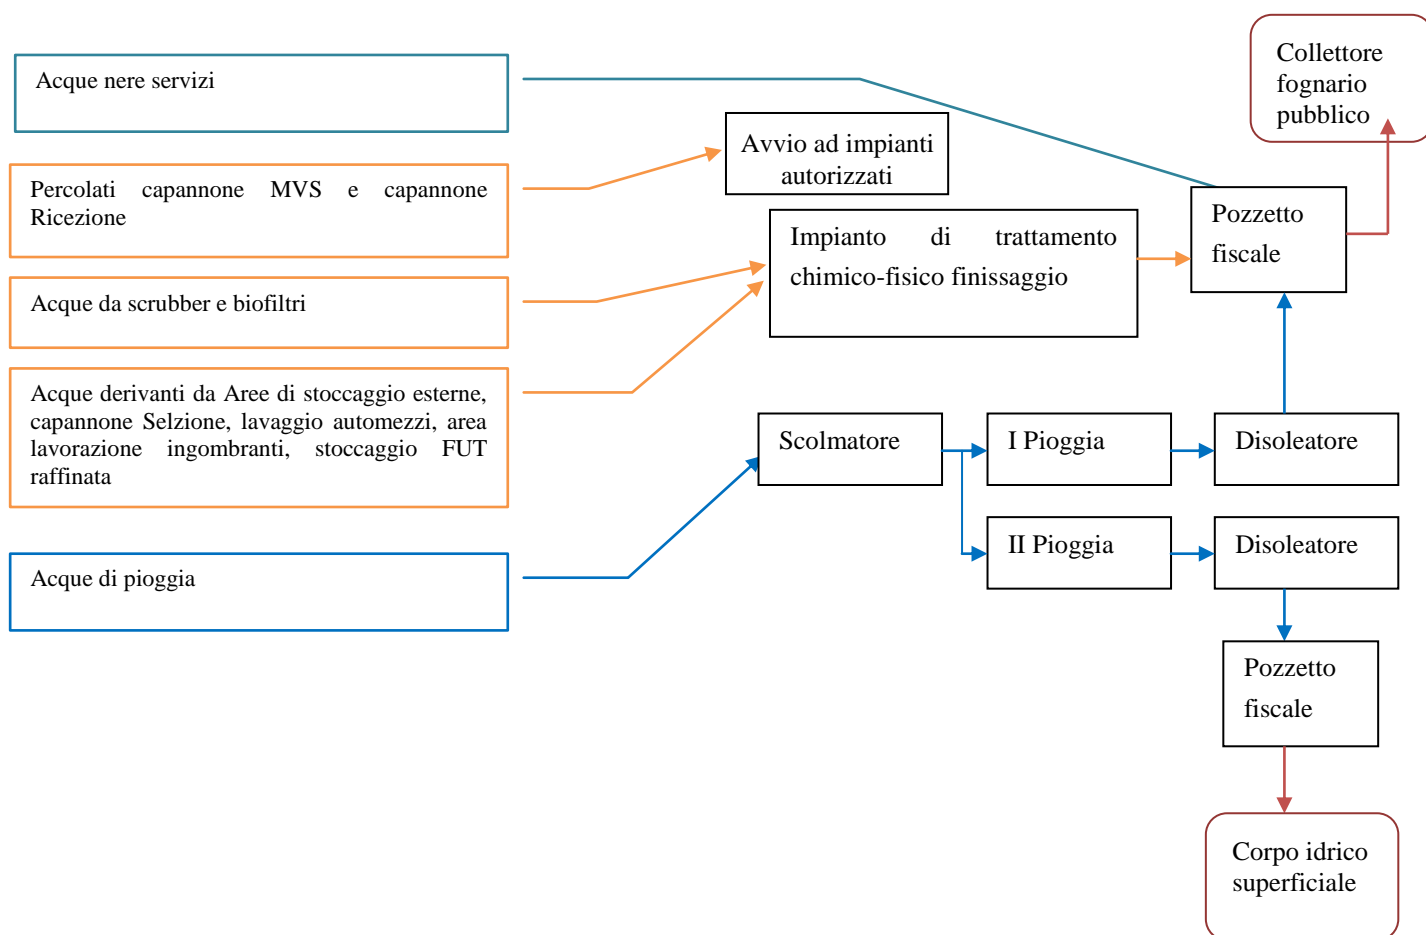 Collettore
fognario
pubblico
Acque nere servizi
Avvio ad impianti
autorizzati
Percolati capannone MVS e capannone
Ricezione
Pozzetto
fiscale
Impianto di trattamento
chimico-fisico finissaggio
Acque da scrubber e biofiltri
Acque derivanti da Aree di stoccaggio esterne,
capannone Selzione, lavaggio automezzi, area
lavorazione ingombranti, stoccaggio FUT
raffinata
Scolmatore
I Pioggia
Disoleatore
II Pioggia
Disoleatore
Acque di pioggia
Pozzetto
fiscale
Corpo idrico
superficiale